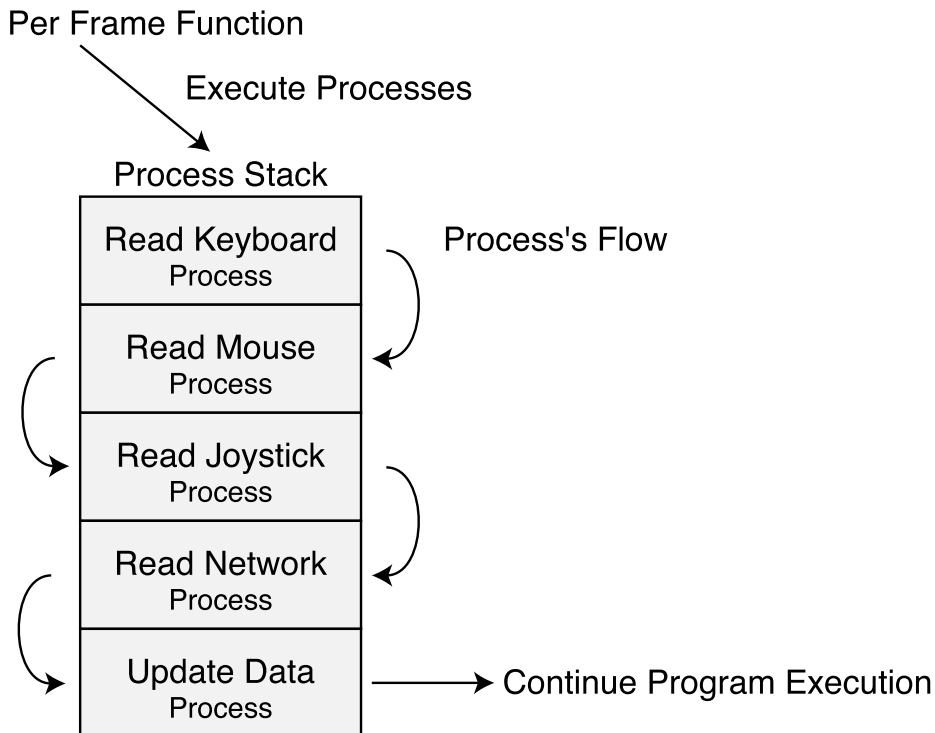 Per Frame Function
Execute Processes
Process Stack
Read Keyboard
Process
Process's Flow
Read Mouse
Process
Read Joystick
Process
Read Network
Process
Update Data
Process
Continue Program Execution